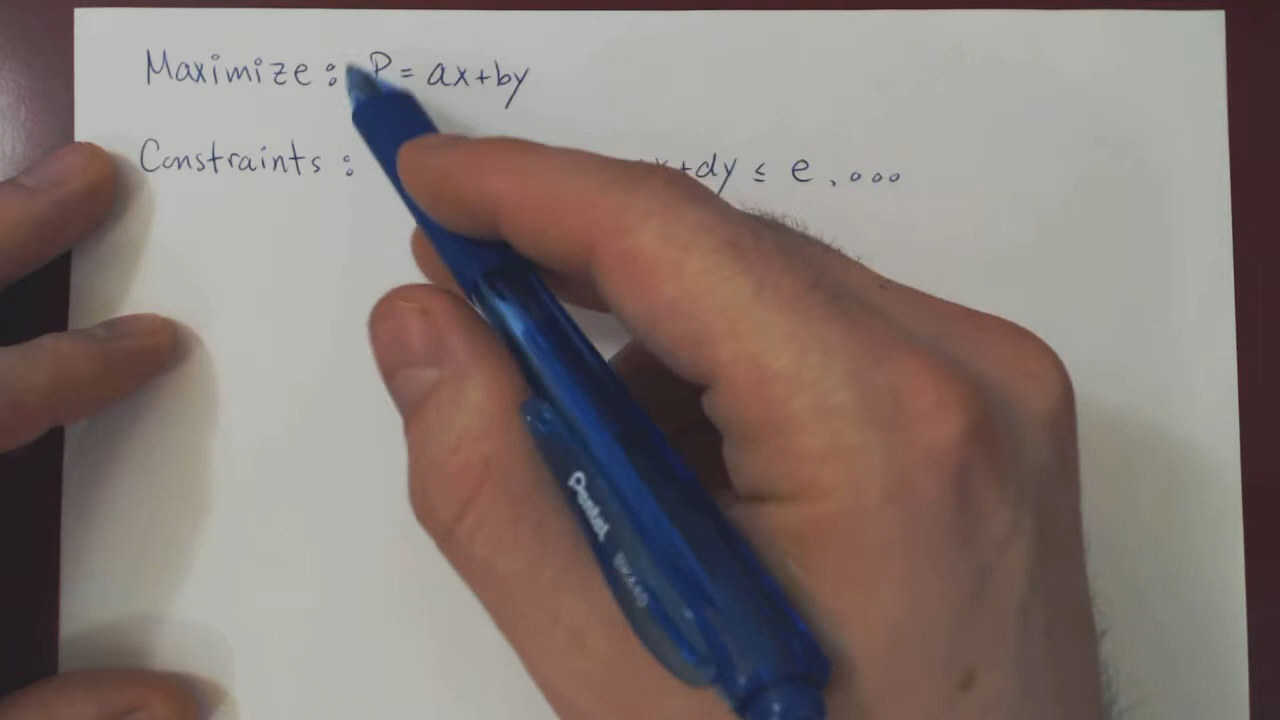 Maximize: P = ax+by
Constraints: x+dy ≤ e, ...
Pentel